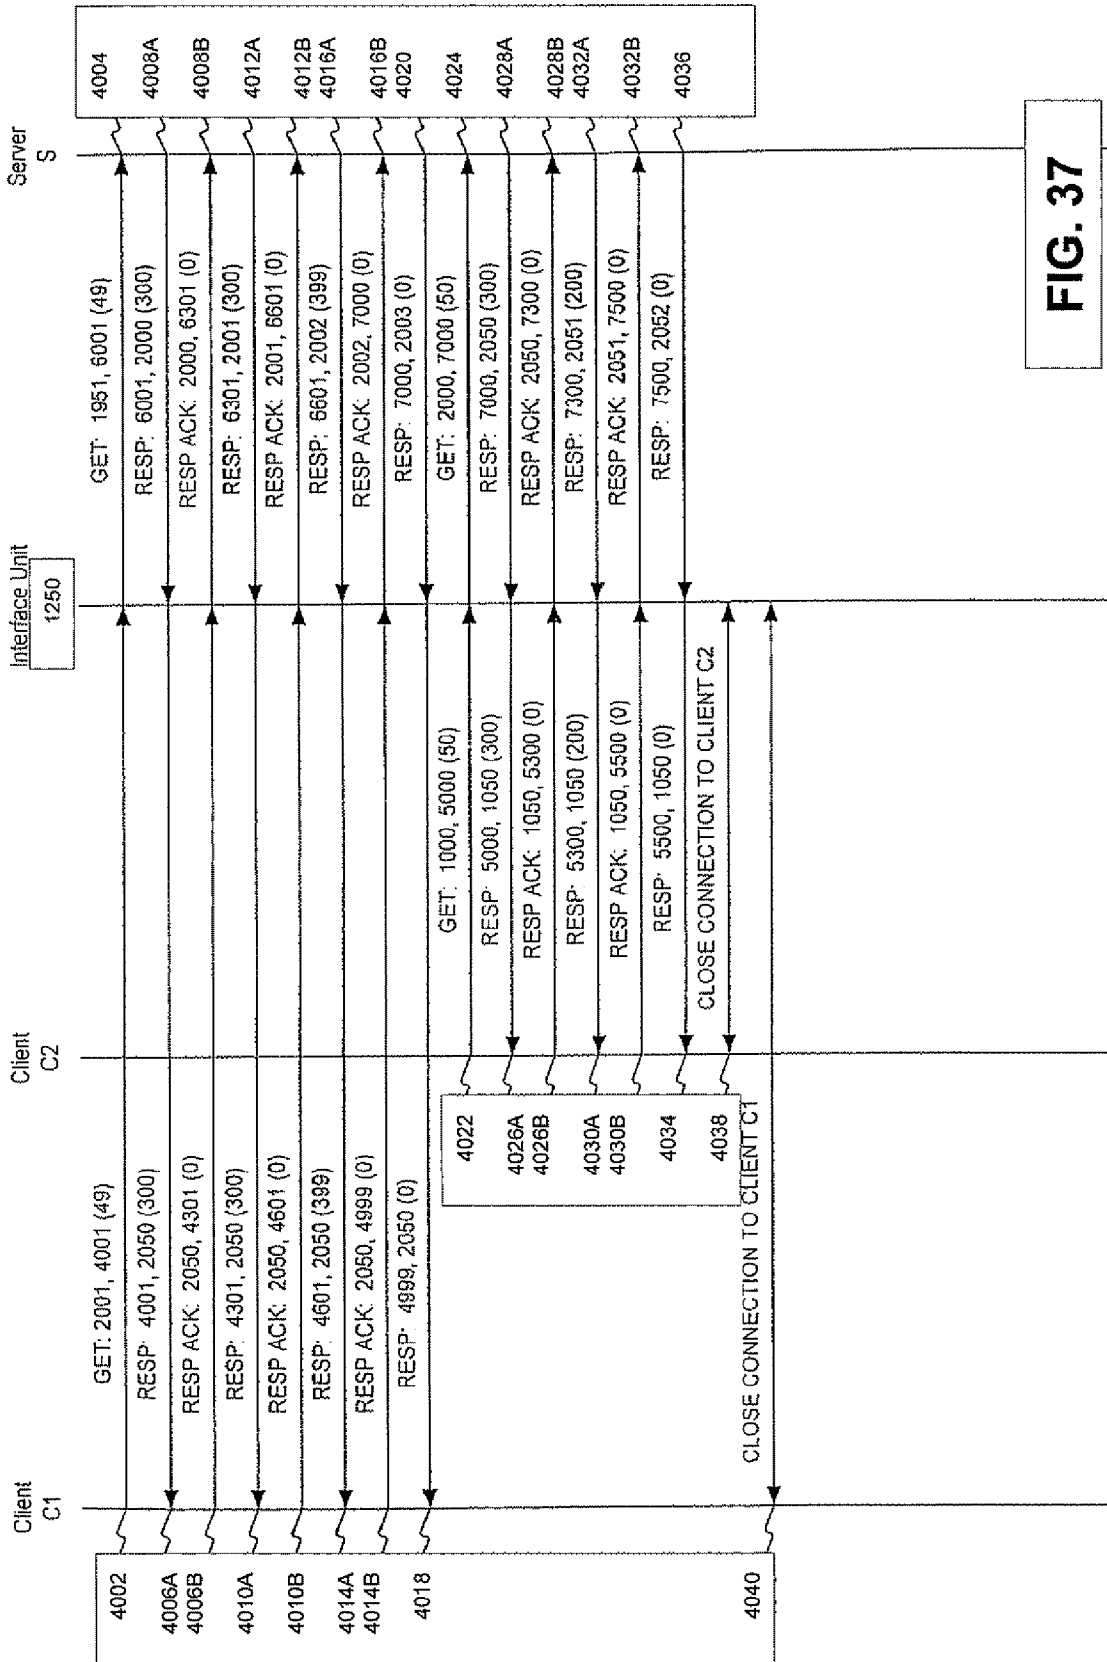 Client
C1
Client
C2
Interface Unit
1250
Server
S
4002
4006A
4006B
4010A
4010B
4014A
4014B
4018
4040
GET: 2001, 4001 (49)
RESP: 4001, 2050 (300)
RESP ACK: 2050, 4301 (0)
RESP: 4301, 2050 (300)
RESP ACK: 2050, 4601 (0)
RESP: 4601, 2050 (399)
RESP ACK: 2050, 4999 (0)
RESP: 4999, 2050 (0)
CLOSE CONNECTION TO CLIENT C1
4022
4026A
4026B
4030A
4030B
4034
4038
GET: 1000, 5000 (50)
RESP: 5000, 1050 (300)
RESP ACK: 1050, 5300 (0)
RESP: 5300, 1050 (200)
RESP ACK: 1050, 5500 (0)
RESP: 5500, 1050 (0)
CLOSE CONNECTION TO CLIENT C2
GET: 1951, 6001 (49)
RESP: 6001, 2000 (300)
RESP ACK: 2000, 6301 (0)
RESP: 6301, 2001 (300)
RESP ACK: 2001, 6601 (0)
RESP: 6601, 2002 (399)
RESP ACK: 2002, 7000 (0)
RESP: 7000, 2003 (0)
GET: 2000, 7000 (50)
RESP: 7000, 2050 (300)
RESP ACK: 2050, 7300 (0)
RESP: 7300, 2051 (200)
RESP ACK: 2051, 7500 (0)
RESP: 7500, 2052 (0)
4004
4008A
4008B
4012A
4012B
4016A
4016B
4020
4024
4028A
4028B
4032A
4032B
4036
FIG. 37